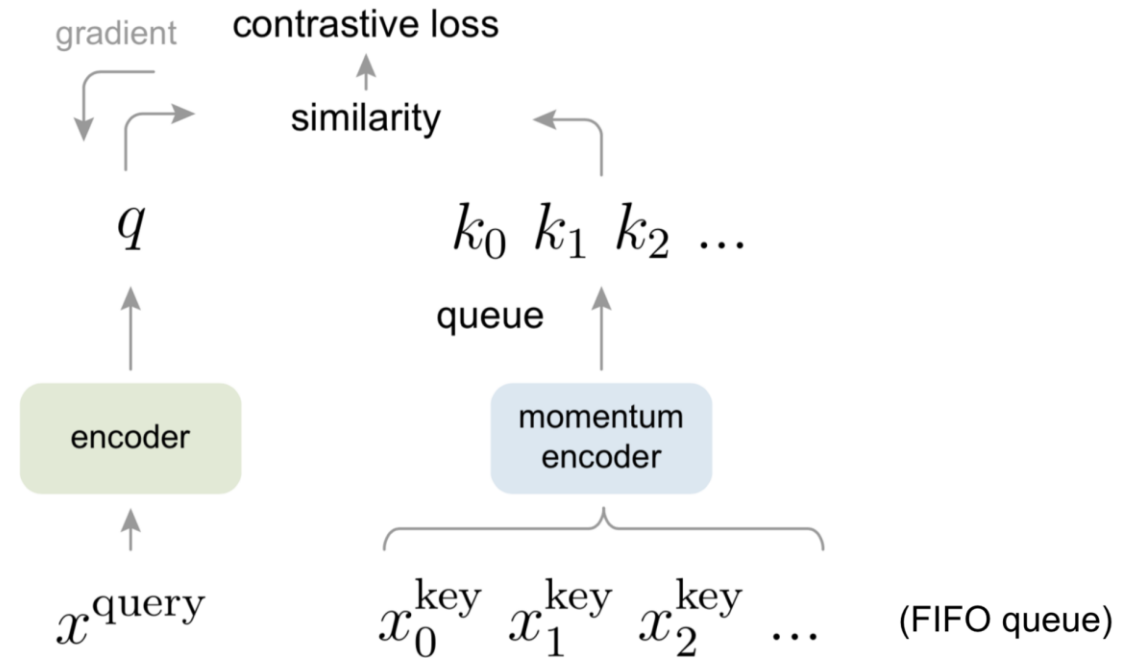 gradient contrastive loss
similarity
q k₀ k₁ k₂ ...
queue
encoder
momentum
encoder
x^query x₀^key x₁^key x₂^key ... (FIFO queue)